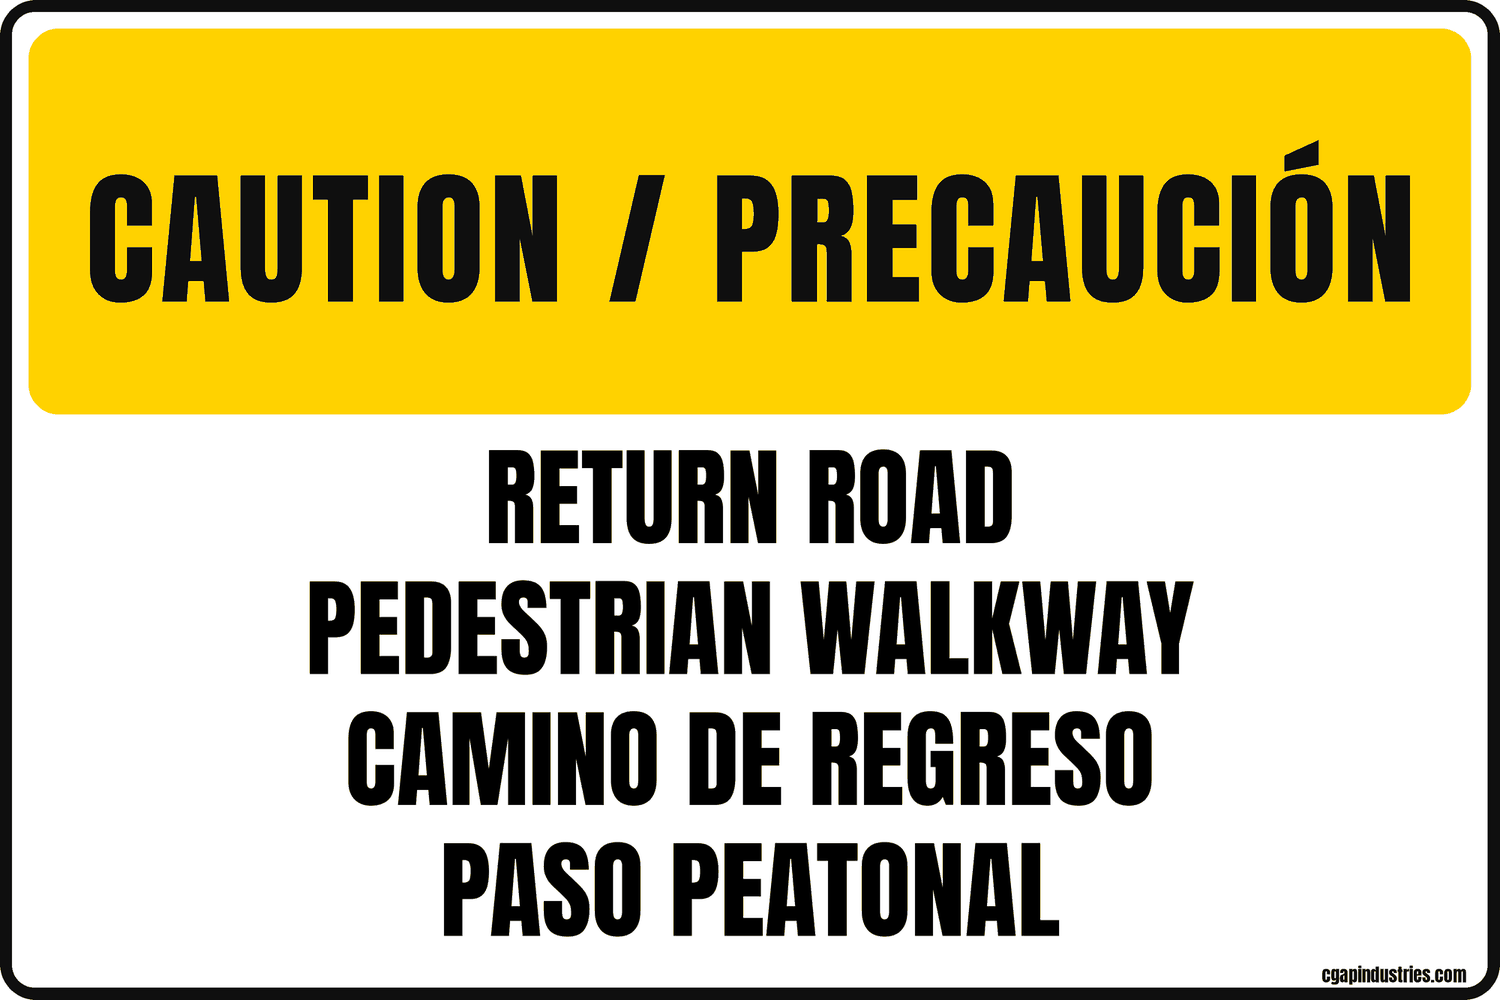 CAUTION / PRECAUCIÓN
RETURN ROAD
PEDESTRIAN WALKWAY
CAMINO DE REGRESO
PASO PEATONAL
cgapindustries.com